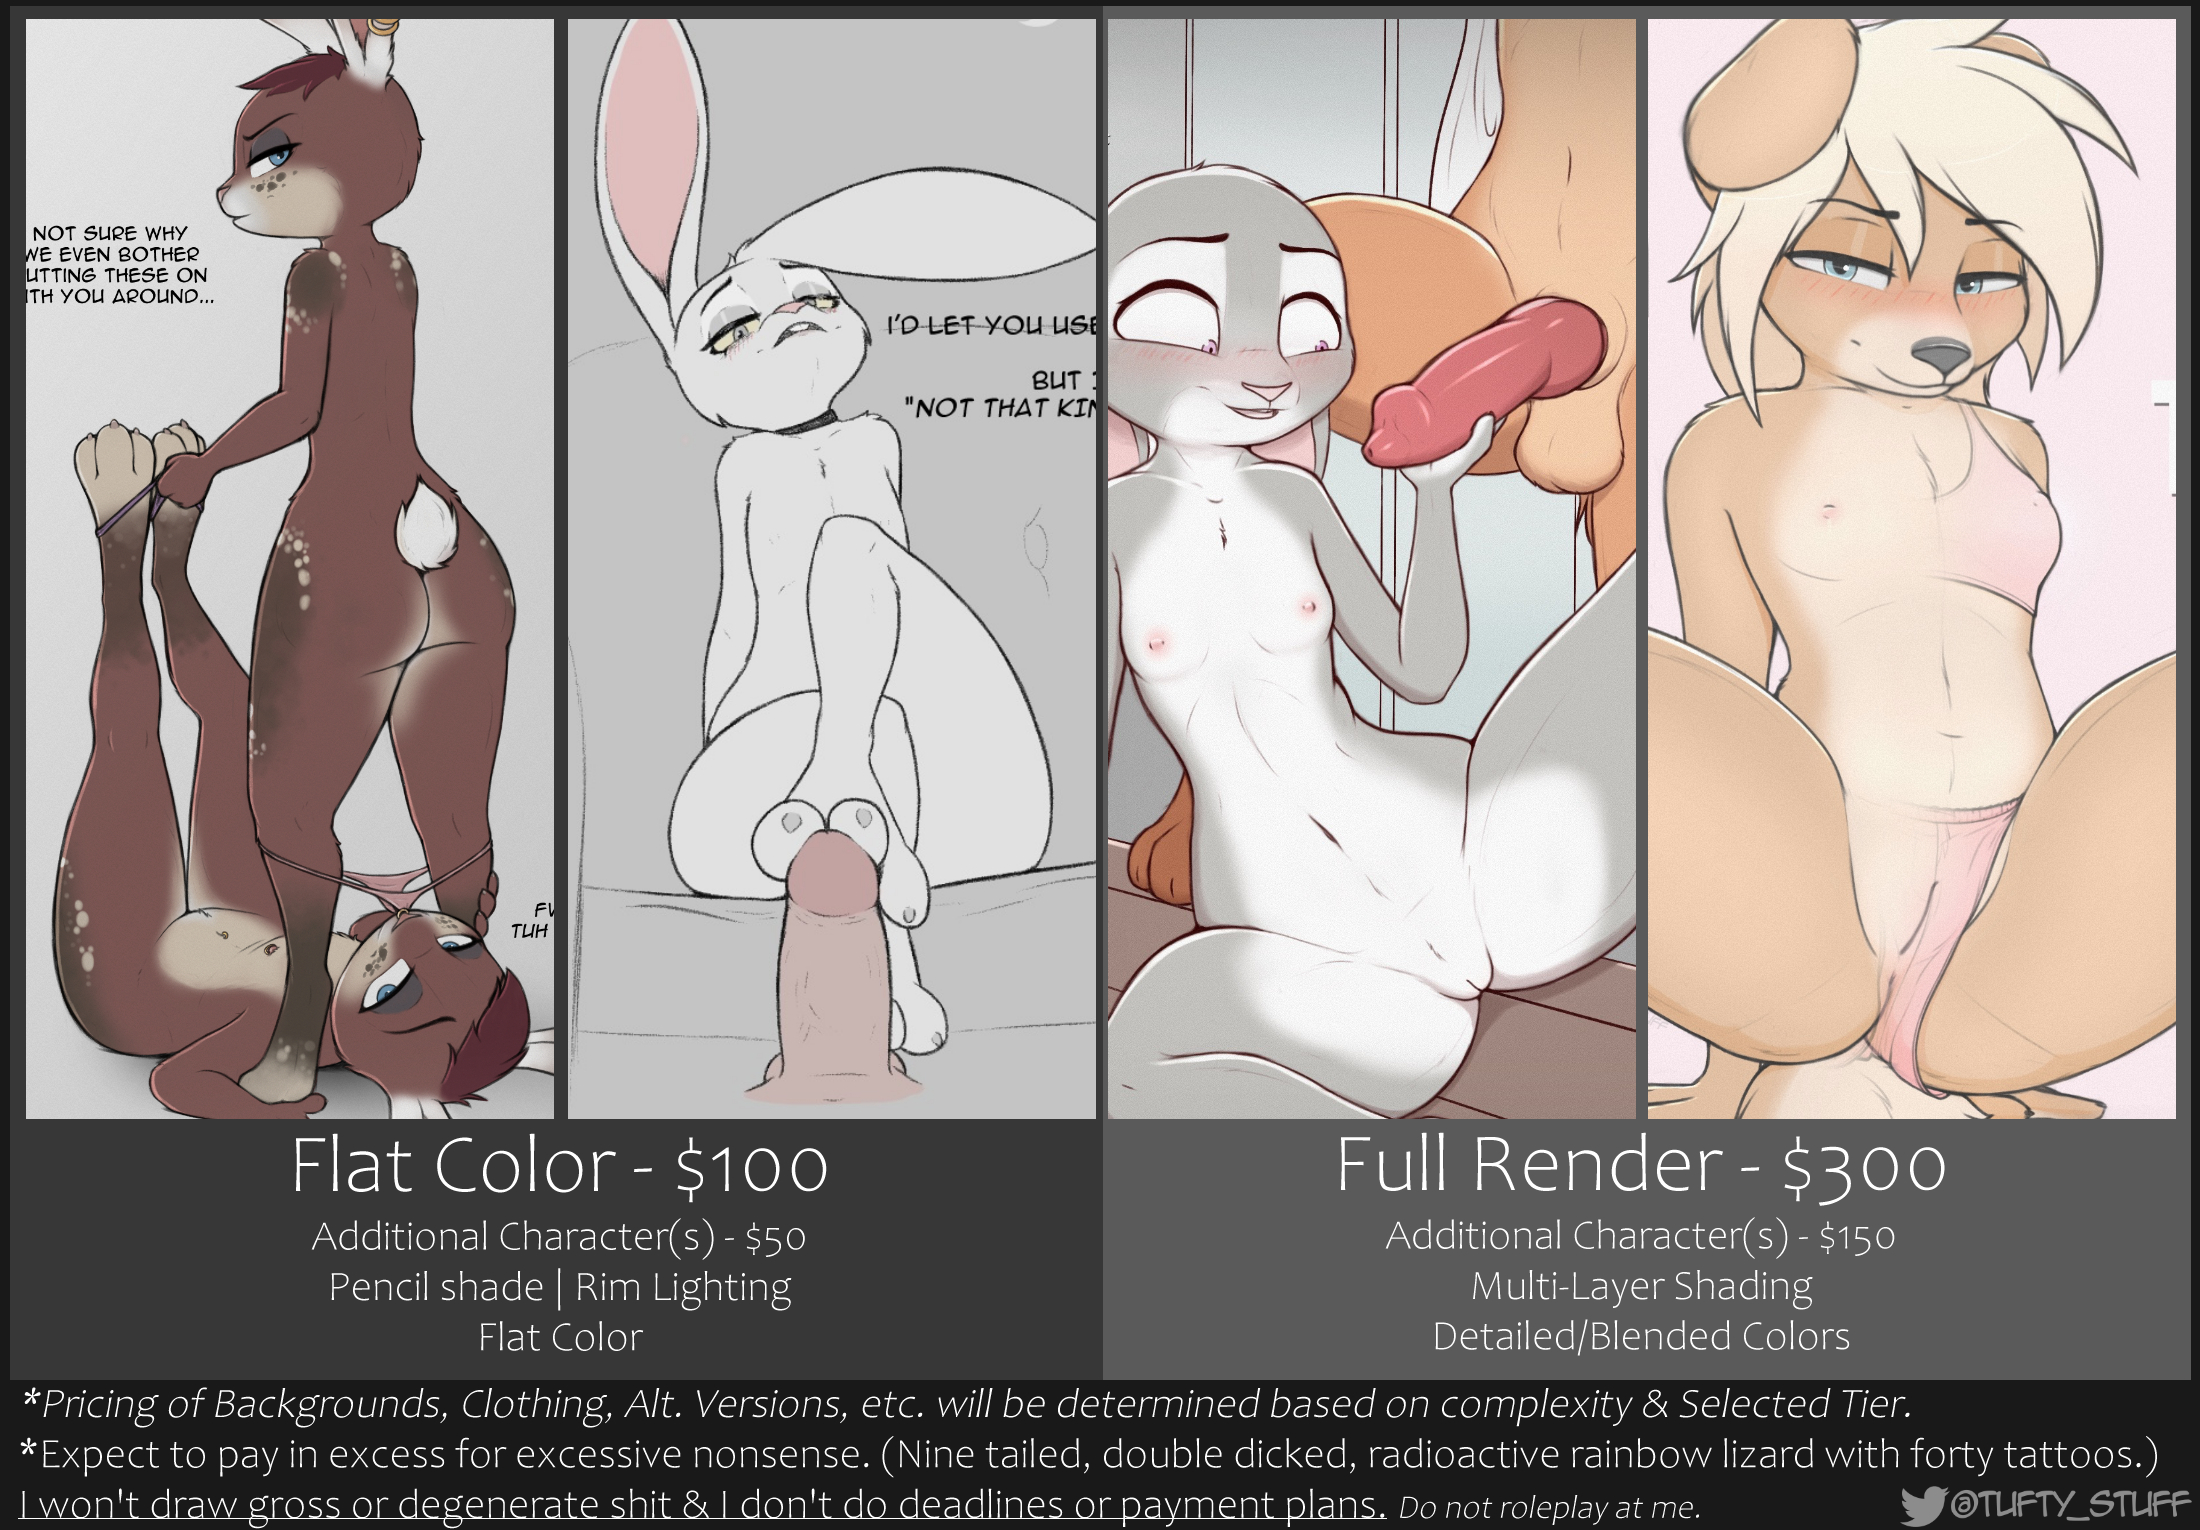 NOT SURE WHY
WE EVEN BOTHER
UTTING THESE ON
ITH YOU AROUND...
TUH
I'D LET YOU USE
BUT
"NOT THAT KIN
Flat Color - $100
Additional Character(s) - $50
Pencil shade | Rim Lighting
Flat Color
Full Render - $300
Additional Character(s) - $150
Multi-Layer Shading
Detailed/Blended Colors
*Pricing of Backgrounds, Clothing, Alt. Versions, etc. will be determined based on complexity & Selected Tier.
*Expect to pay in excess for excessive nonsense. (Nine tailed, double dicked, radioactive rainbow lizard with forty tattoos.)
I won't draw gross or degenerate shit & I don't do deadlines or payment plans. Do not roleplay at me.
@TUFTY_STUFF